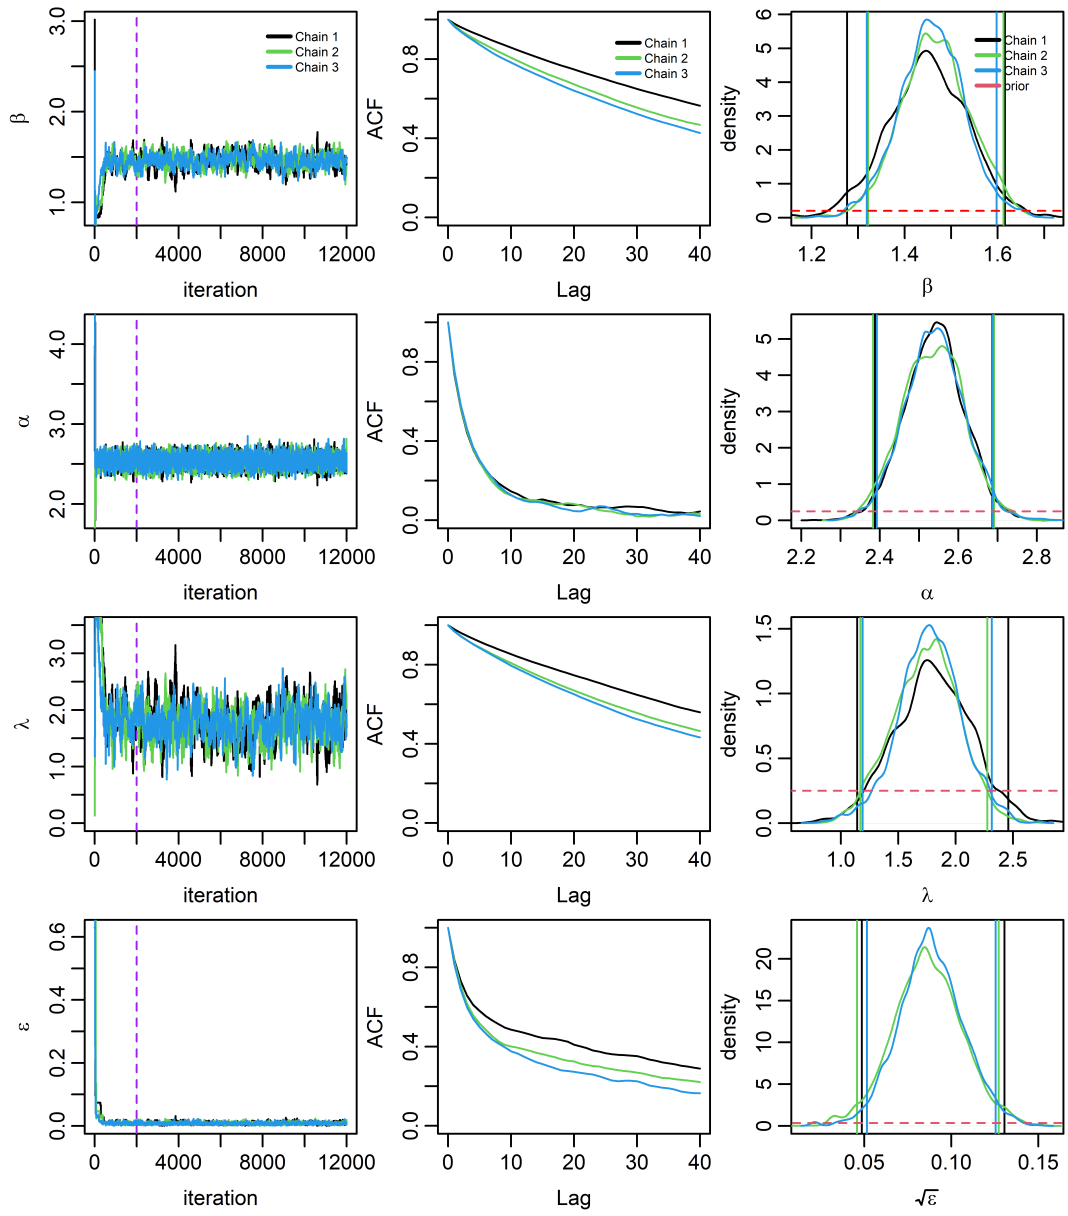 β
3.0
2.0
1.0
Chain 1
Chain 2
Chain 3
0 4000 8000 12000
iteration
ACF
0.8
0.4
0.0
Chain 1
Chain 2
Chain 3
0 10 20 30 40
Lag
density
6
5
4
3
2
1
0
Chain 1
Chain 2
Chain 3
prior
1.2 1.4 1.6
β
α
4.0
3.0
2.0
0 4000 8000 12000
iteration
ACF
0.8
0.4
0.0
0 10 20 30 40
Lag
density
5
4
3
2
1
0
2.2 2.4 2.6 2.8
α
λ
3.0
2.0
1.0
0.0
0 4000 8000 12000
iteration
ACF
0.8
0.4
0.0
0 10 20 30 40
Lag
density
1.5
1.0
0.5
0.0
1.0 1.5 2.0 2.5
λ
ε
0.6
0.4
0.2
0.0
0 4000 8000 12000
iteration
ACF
0.8
0.4
0.0
0 10 20 30 40
Lag
density
20
15
10
5
0
0.05 0.10 0.15
√ε